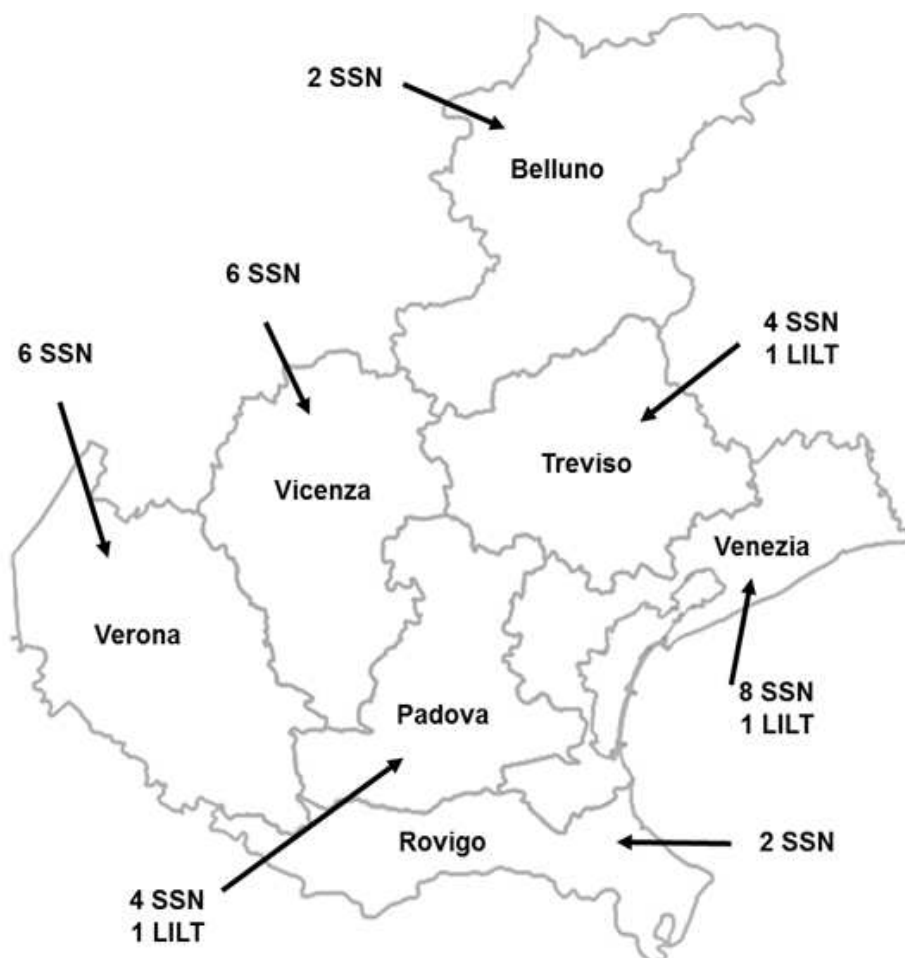 2 SSN
Belluno
6 SSN
4 SSN
1 LILT
6 SSN
Treviso
Vicenza
Venezia
Verona
8 SSN
1 LILT
Padova
Rovigo
2 SSN
4 SSN
1 LILT